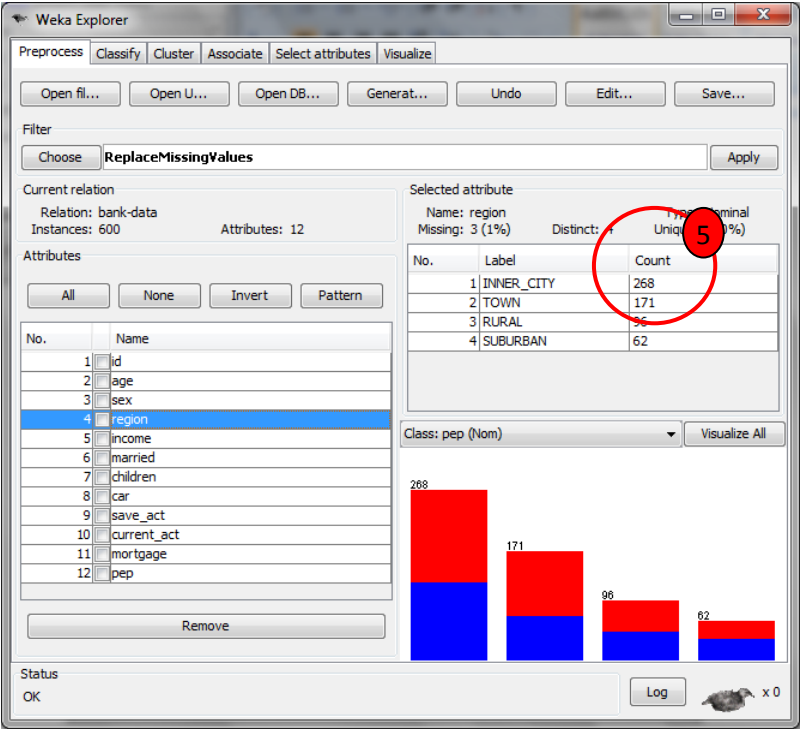 Weka Explorer
Preprocess Classify Cluster Associate Select attributes Visualize
Open fil... Open U... Open DB... Generat... Undo Edit... Save...
Filter
Choose ReplaceMissingValues Apply
Current relation
Relation: bank-data
Instances: 600 Attributes: 12
Selected attribute
Name: region
Missing: 3 (1%) Distinct: 4
5
Attributes
All None Invert Pattern
No. Name
1 id
2 age
3 sex
4 region
5 income
6 married
7 children
8 car
9 save_act
10 current_act
11 mortgage
12 pep
Remove
No. Label Count
1 INNER_CITY 268
2 TOWN 171
3 RURAL 96
4 SUBURBAN 62
Class: pep (Nom) Visualize All
268
171
96
62
Status
OK
Log x 0